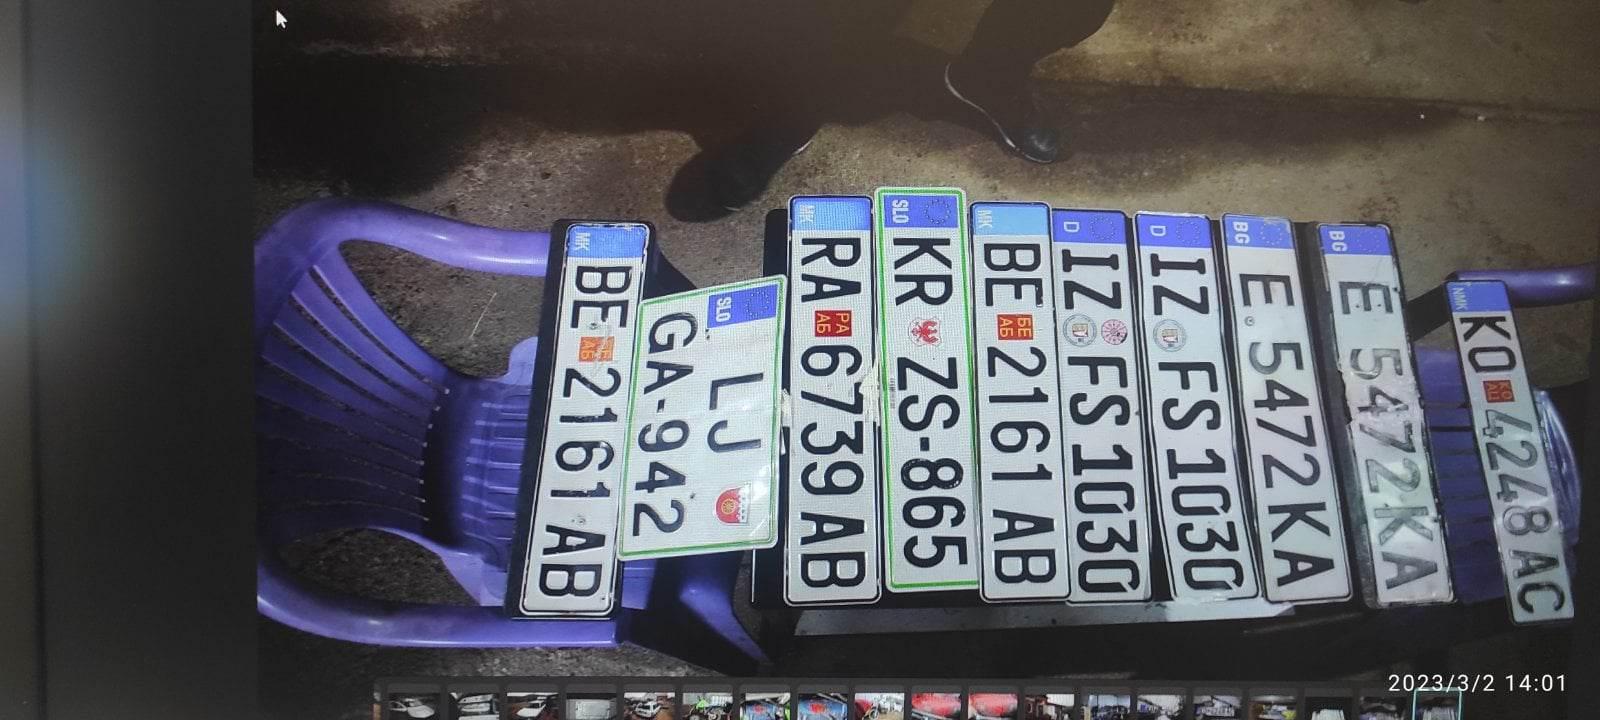 MK
BE БЕ АБ 2161 AB
SLO
LJ
GA-942
MK
RA РА АБ 6739 AB
SLO
KR ZS-865
MK
BE БЕ АБ 2161 AB
D
IZ FS 1030
D
IZ FS 1030
BG
E 5472 KA
BG
E 5472 KA
NMK
KO КО АЦ 4248 AC
2023/3/2 14:01